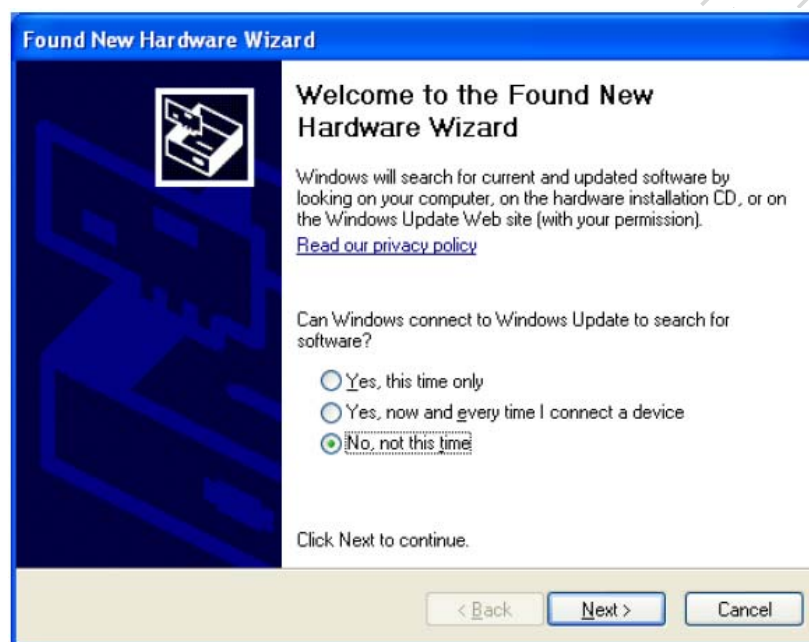 Found New Hardware Wizard
Welcome to the Found New
Hardware Wizard
Windows will search for current and updated software by
looking on your computer, on the hardware installation CD, or on
the Windows Update Web site (with your permission).
Read our privacy policy
Can Windows connect to Windows Update to search for
software?
Yes, this time only
Yes, now and every time I connect a device
No, not this time
Click Next to continue.
< Back Next > Cancel